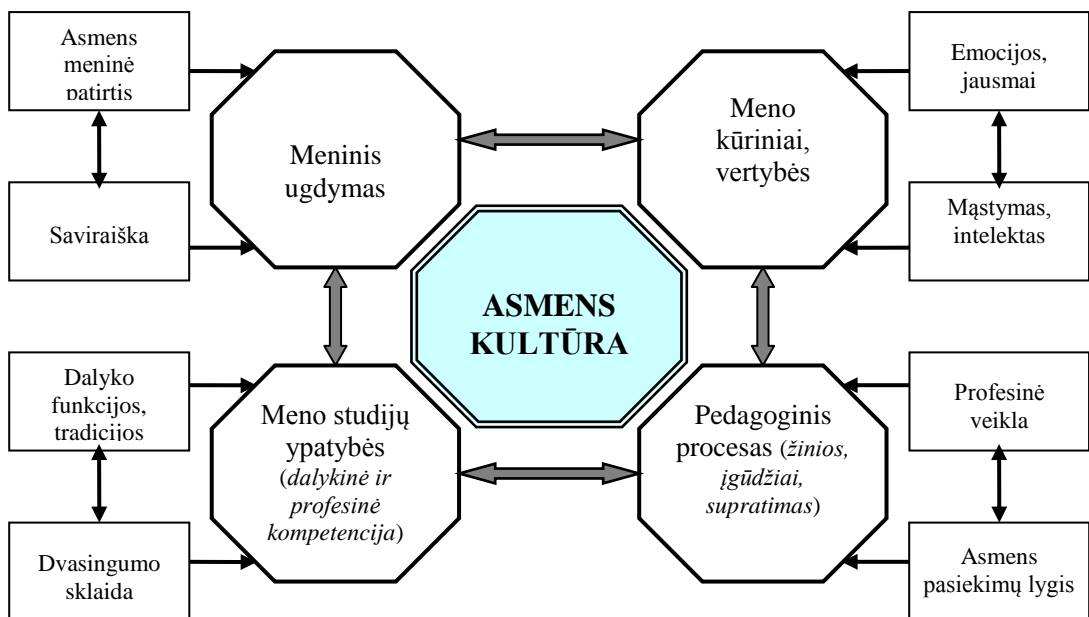 Asmens
meninė
patirtis
Saviraiška
Meninis
ugdymas
Meno
kūriniai,
vertybės
Emocijos,
jausmai
Mąstymas,
intelektas
ASMENS
KULTŪRA
Dalyko
funkcijos,
tradicijos
Dvasingumo
sklaida
Meno studijų
ypatybės
(dalykinė ir
profesinė
kompetencija)
Pedagoginis
procesas (žinios,
įgūdžiai,
supratimas)
Profesinė
veikla
Asmens
pasiekimų lygis